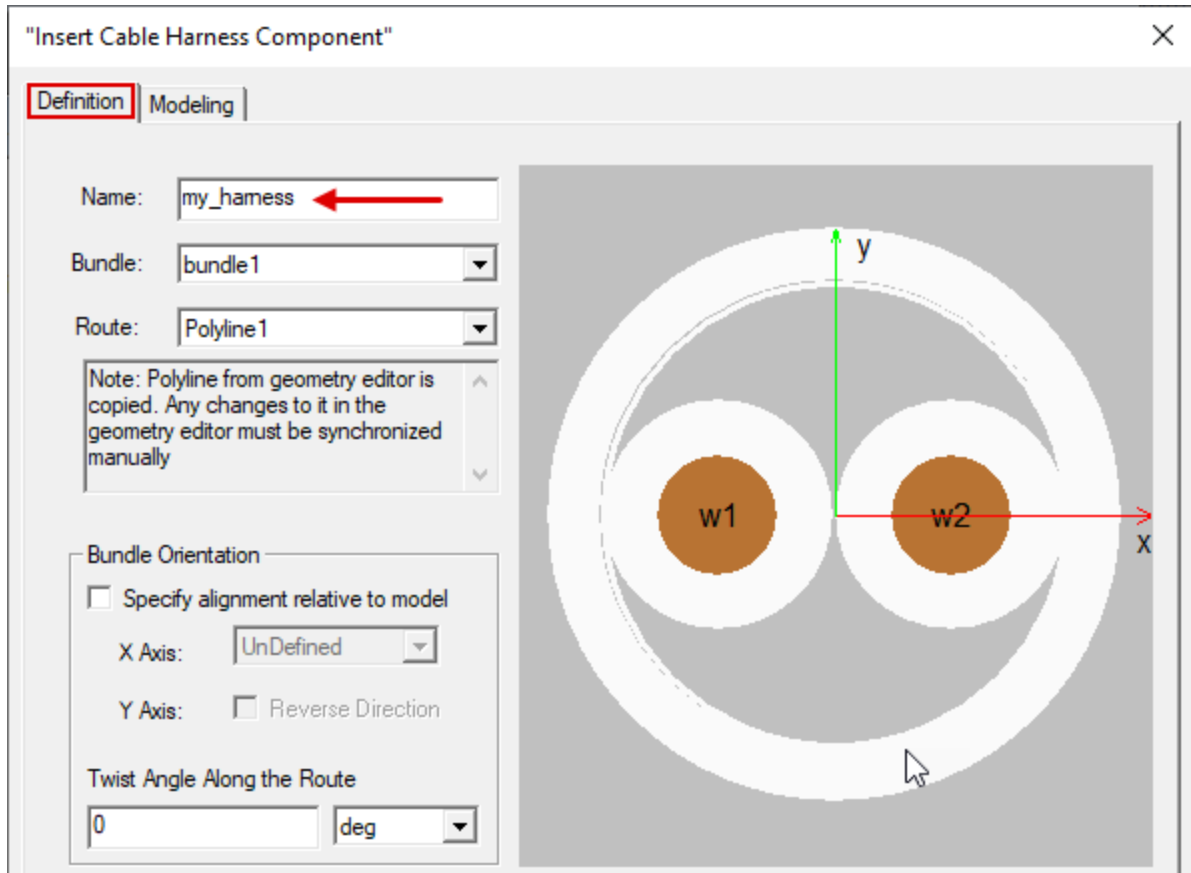 "Insert Cable Harness Component"
Definition Modeling
Name: my_harness
Bundle: bundle1
Route: Polyline1
Note: Polyline from geometry editor is
copied. Any changes to it in the
geometry editor must be synchronized
manually
Bundle Orientation
Specify alignment relative to model
X Axis: UnDefined
Y Axis: Reverse Direction
Twist Angle Along the Route
0 deg
y
w1 w2
x